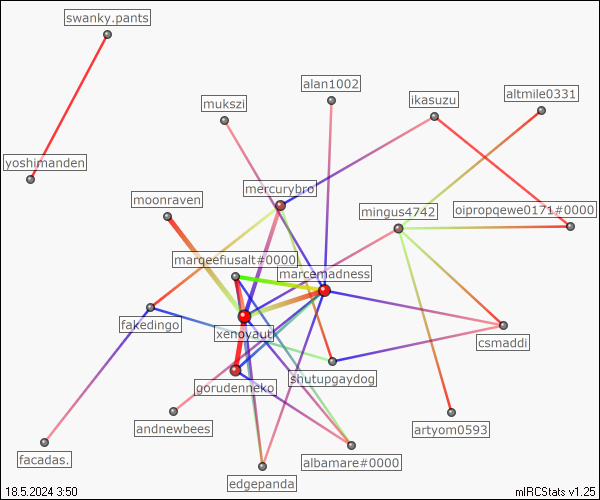 swanky.pants
alan1002
altmile0331
mukszi
ikasuzu
yoshimanden
moonraven
mercurybro
mingus4742
oipropqewe0171#0000
marqeefiusalt#0000
marcemadness
fakedingo
xenoyaut
csmaddi
shutupgaydog
gorudenneko
andnewbees
artyom0593
facadas.
albamare#0000
edgepanda
18.5.2024 3:50
mIRCStats v1.25